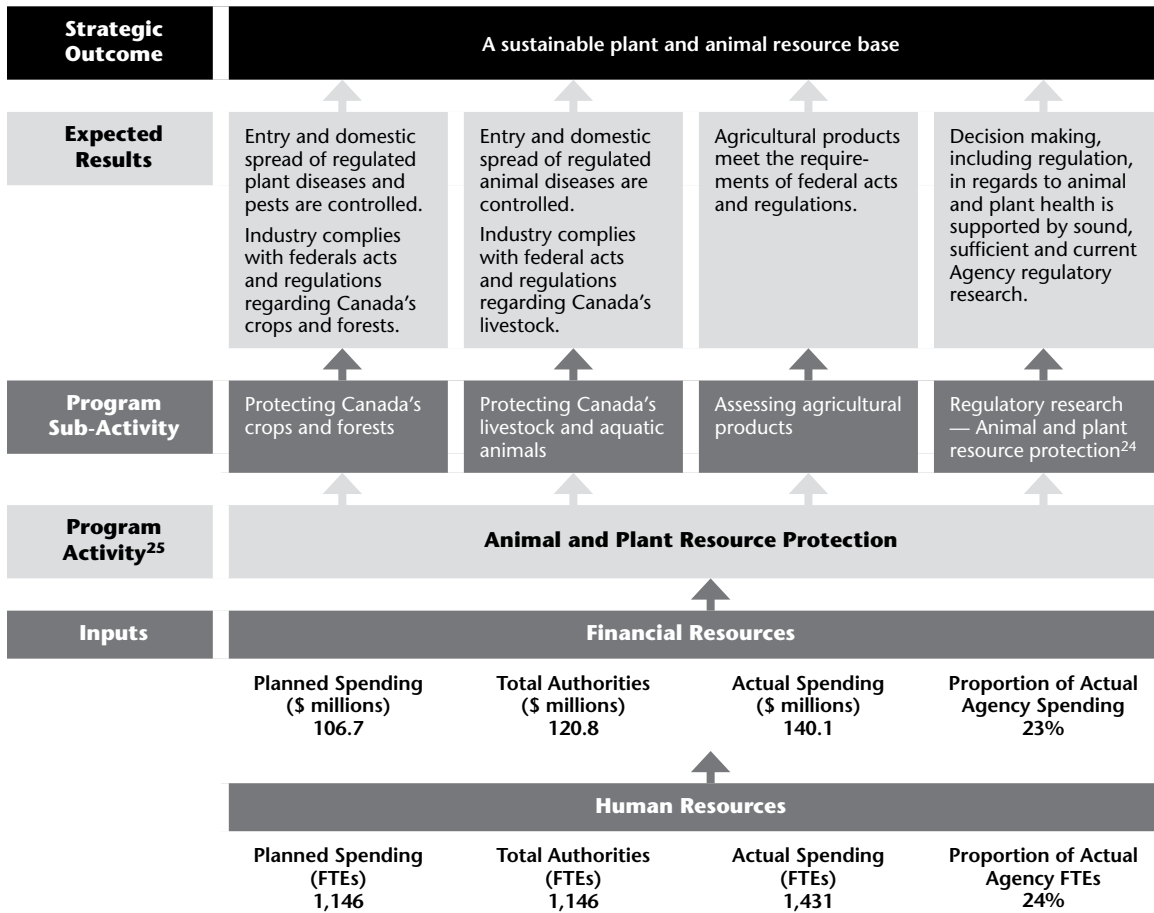 Strategic
Outcome
A sustainable plant and animal resource base
Expected
Results
Entry and domestic
spread of regulated
plant diseases and
pests are controlled.
Industry complies
with federals acts
and regulations
regarding Canada’s
crops and forests.
Entry and domestic
spread of regulated
animal diseases are
controlled.
Industry complies
with federal acts
and regulations
regarding Canada’s
livestock.
Agricultural products
meet the require-
ments of federal acts
and regulations.
Decision making,
including regulation,
in regards to animal
and plant health is
supported by sound,
sufficient and current
Agency regulatory
research.
Program
Sub-Activity
Protecting Canada’s
crops and forests
Protecting Canada’s
livestock and aquatic
animals
Assessing agricultural
products
Regulatory research
— Animal and plant
resource protection24
Program
Activity25
Animal and Plant Resource Protection
Inputs
Financial Resources
Planned Spending
($ millions)
106.7
Total Authorities
($ millions)
120.8
Actual Spending
($ millions)
140.1
Proportion of Actual
Agency Spending
23%
Human Resources
Planned Spending
(FTEs)
1,146
Total Authorities
(FTEs)
1,146
Actual Spending
(FTEs)
1,431
Proportion of Actual
Agency FTEs
24%